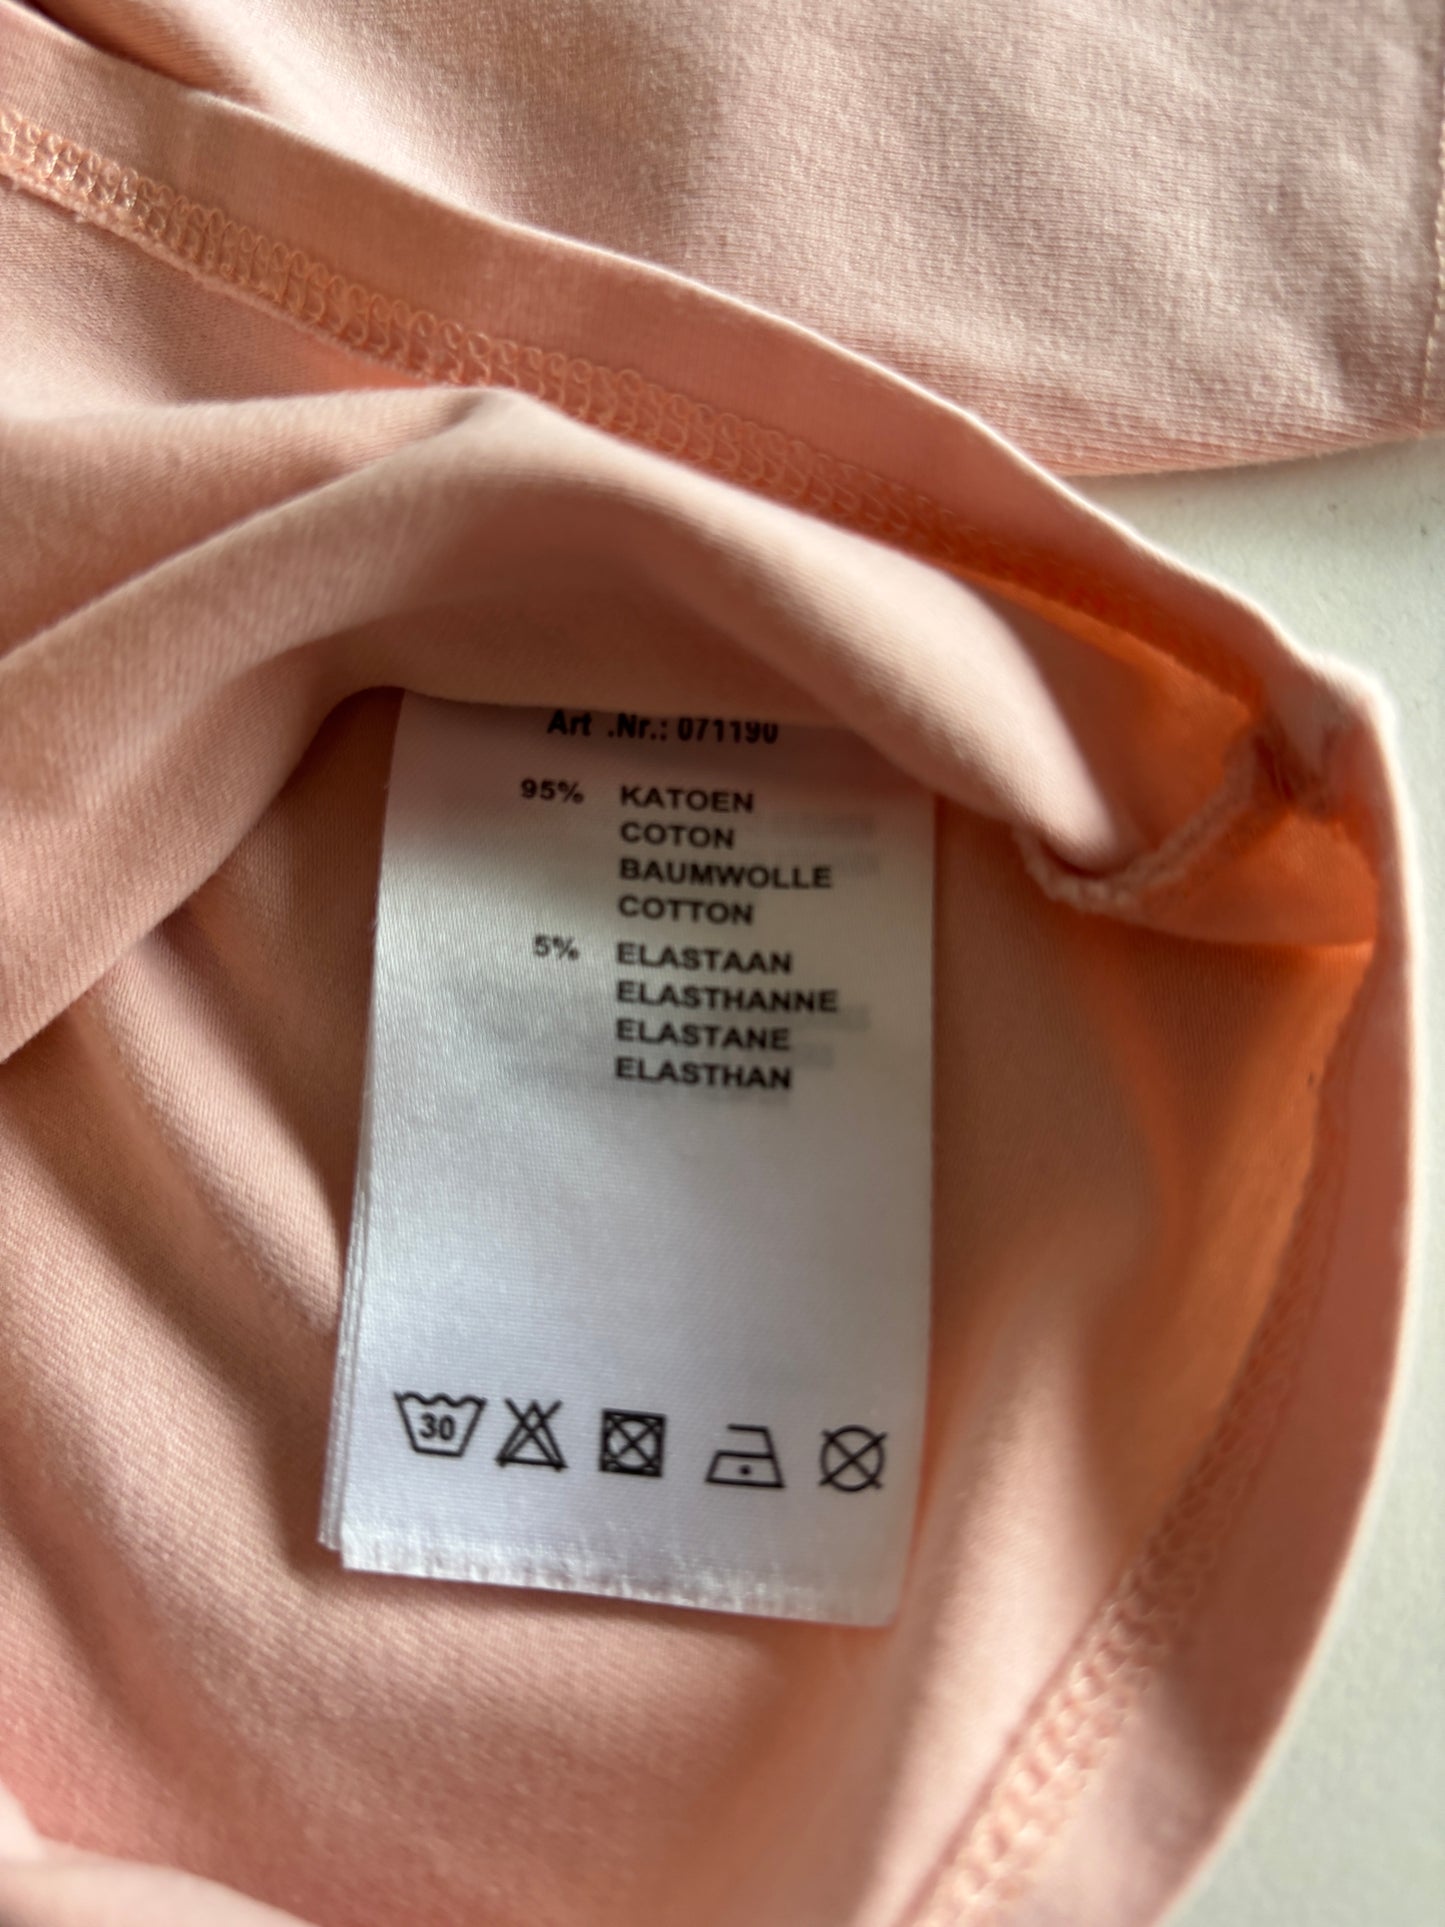 Art .Nr.: 071190
95% KATOEN
COTON
BAUMWOLLE
COTTON
5% ELASTAAN
ELASTHANNE
ELASTANE
ELASTHAN
30